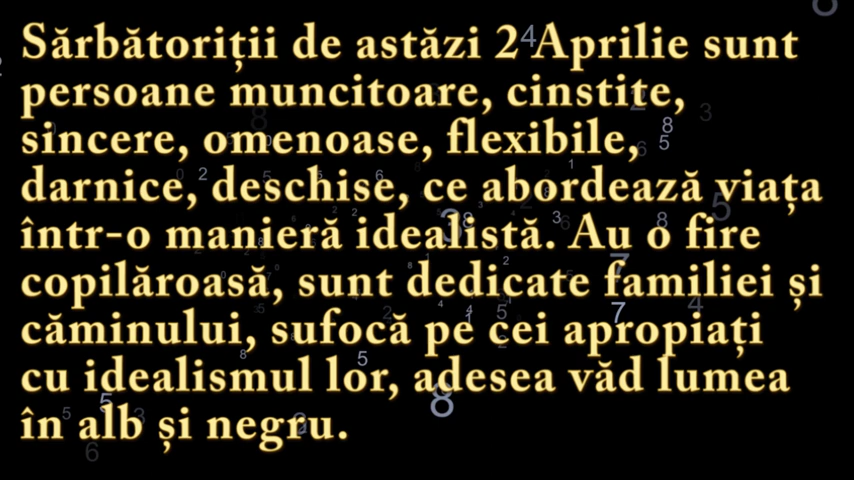 Sărbătoriții de astăzi 2 Aprilie sunt
persoane muncitoare, cinstite,
sincere, omenoase, flexibile,
darnice, deschise, ce abordează viața
într-o manieră idealistă. Au o fire
copilăroasă, sunt dedicate familiei și
căminului, sufocă pe cei apropiați
cu idealismul lor, adesea văd lumea
în alb și negru.